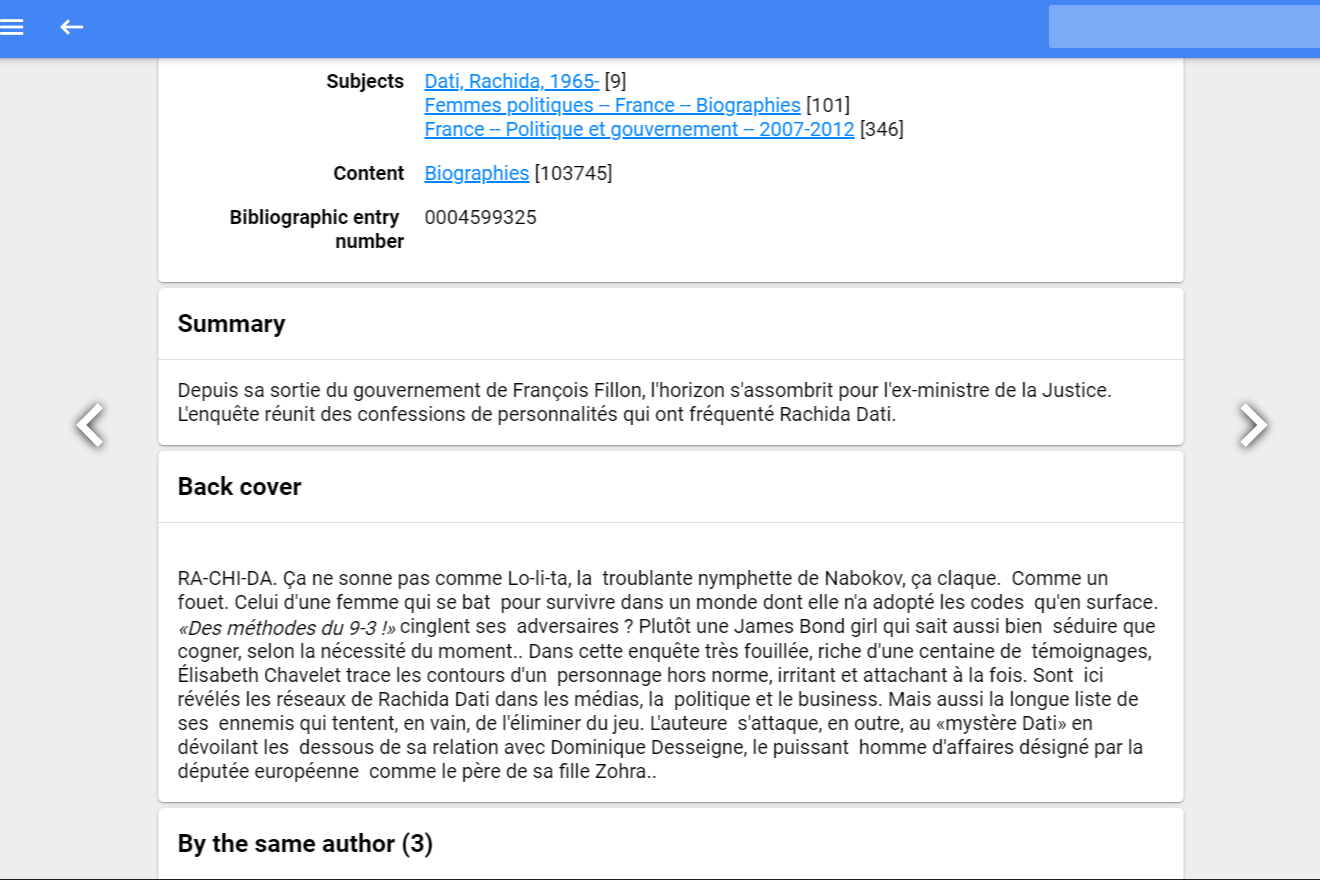 Subjects Dati, Rachida, 1965- [9]
Femmes politiques -- France -- Biographies [101]
France -- Politique et gouvernement -- 2007-2012 [346]
Content Biographies [103745]
Bibliographic entry number 0004599325
Summary
Depuis sa sortie du gouvernement de François Fillon, l'horizon s'assombrit pour l'ex-ministre de la Justice.
L'enquête réunit des confessions de personnalités qui ont fréquenté Rachida Dati.
Back cover
RA-CHI-DA. Ça ne sonne pas comme Lo-li-ta, la troublante nymphette de Nabokov, ça claque. Comme un
fouet. Celui d'une femme qui se bat pour survivre dans un monde dont elle n'a adopté les codes qu'en surface.
«Des méthodes du 9-3 !» cinglent ses adversaires ? Plutôt une James Bond girl qui sait aussi bien séduire que
cogner, selon la nécessité du moment.. Dans cette enquête très fouillée, riche d'une centaine de témoignages,
Élisabeth Chavelet trace les contours d'un personnage hors norme, irritant et attachant à la fois. Sont ici
révélés les réseaux de Rachida Dati dans les médias, la politique et le business. Mais aussi la longue liste de
ses ennemis qui tentent, en vain, de l'éliminer du jeu. L'auteure s'attaque, en outre, au «mystère Dati» en
dévoilant les dessous de sa relation avec Dominique Desseigne, le puissant homme d'affaires désigné par la
députée européenne comme le père de sa fille Zohra..
By the same author (3)